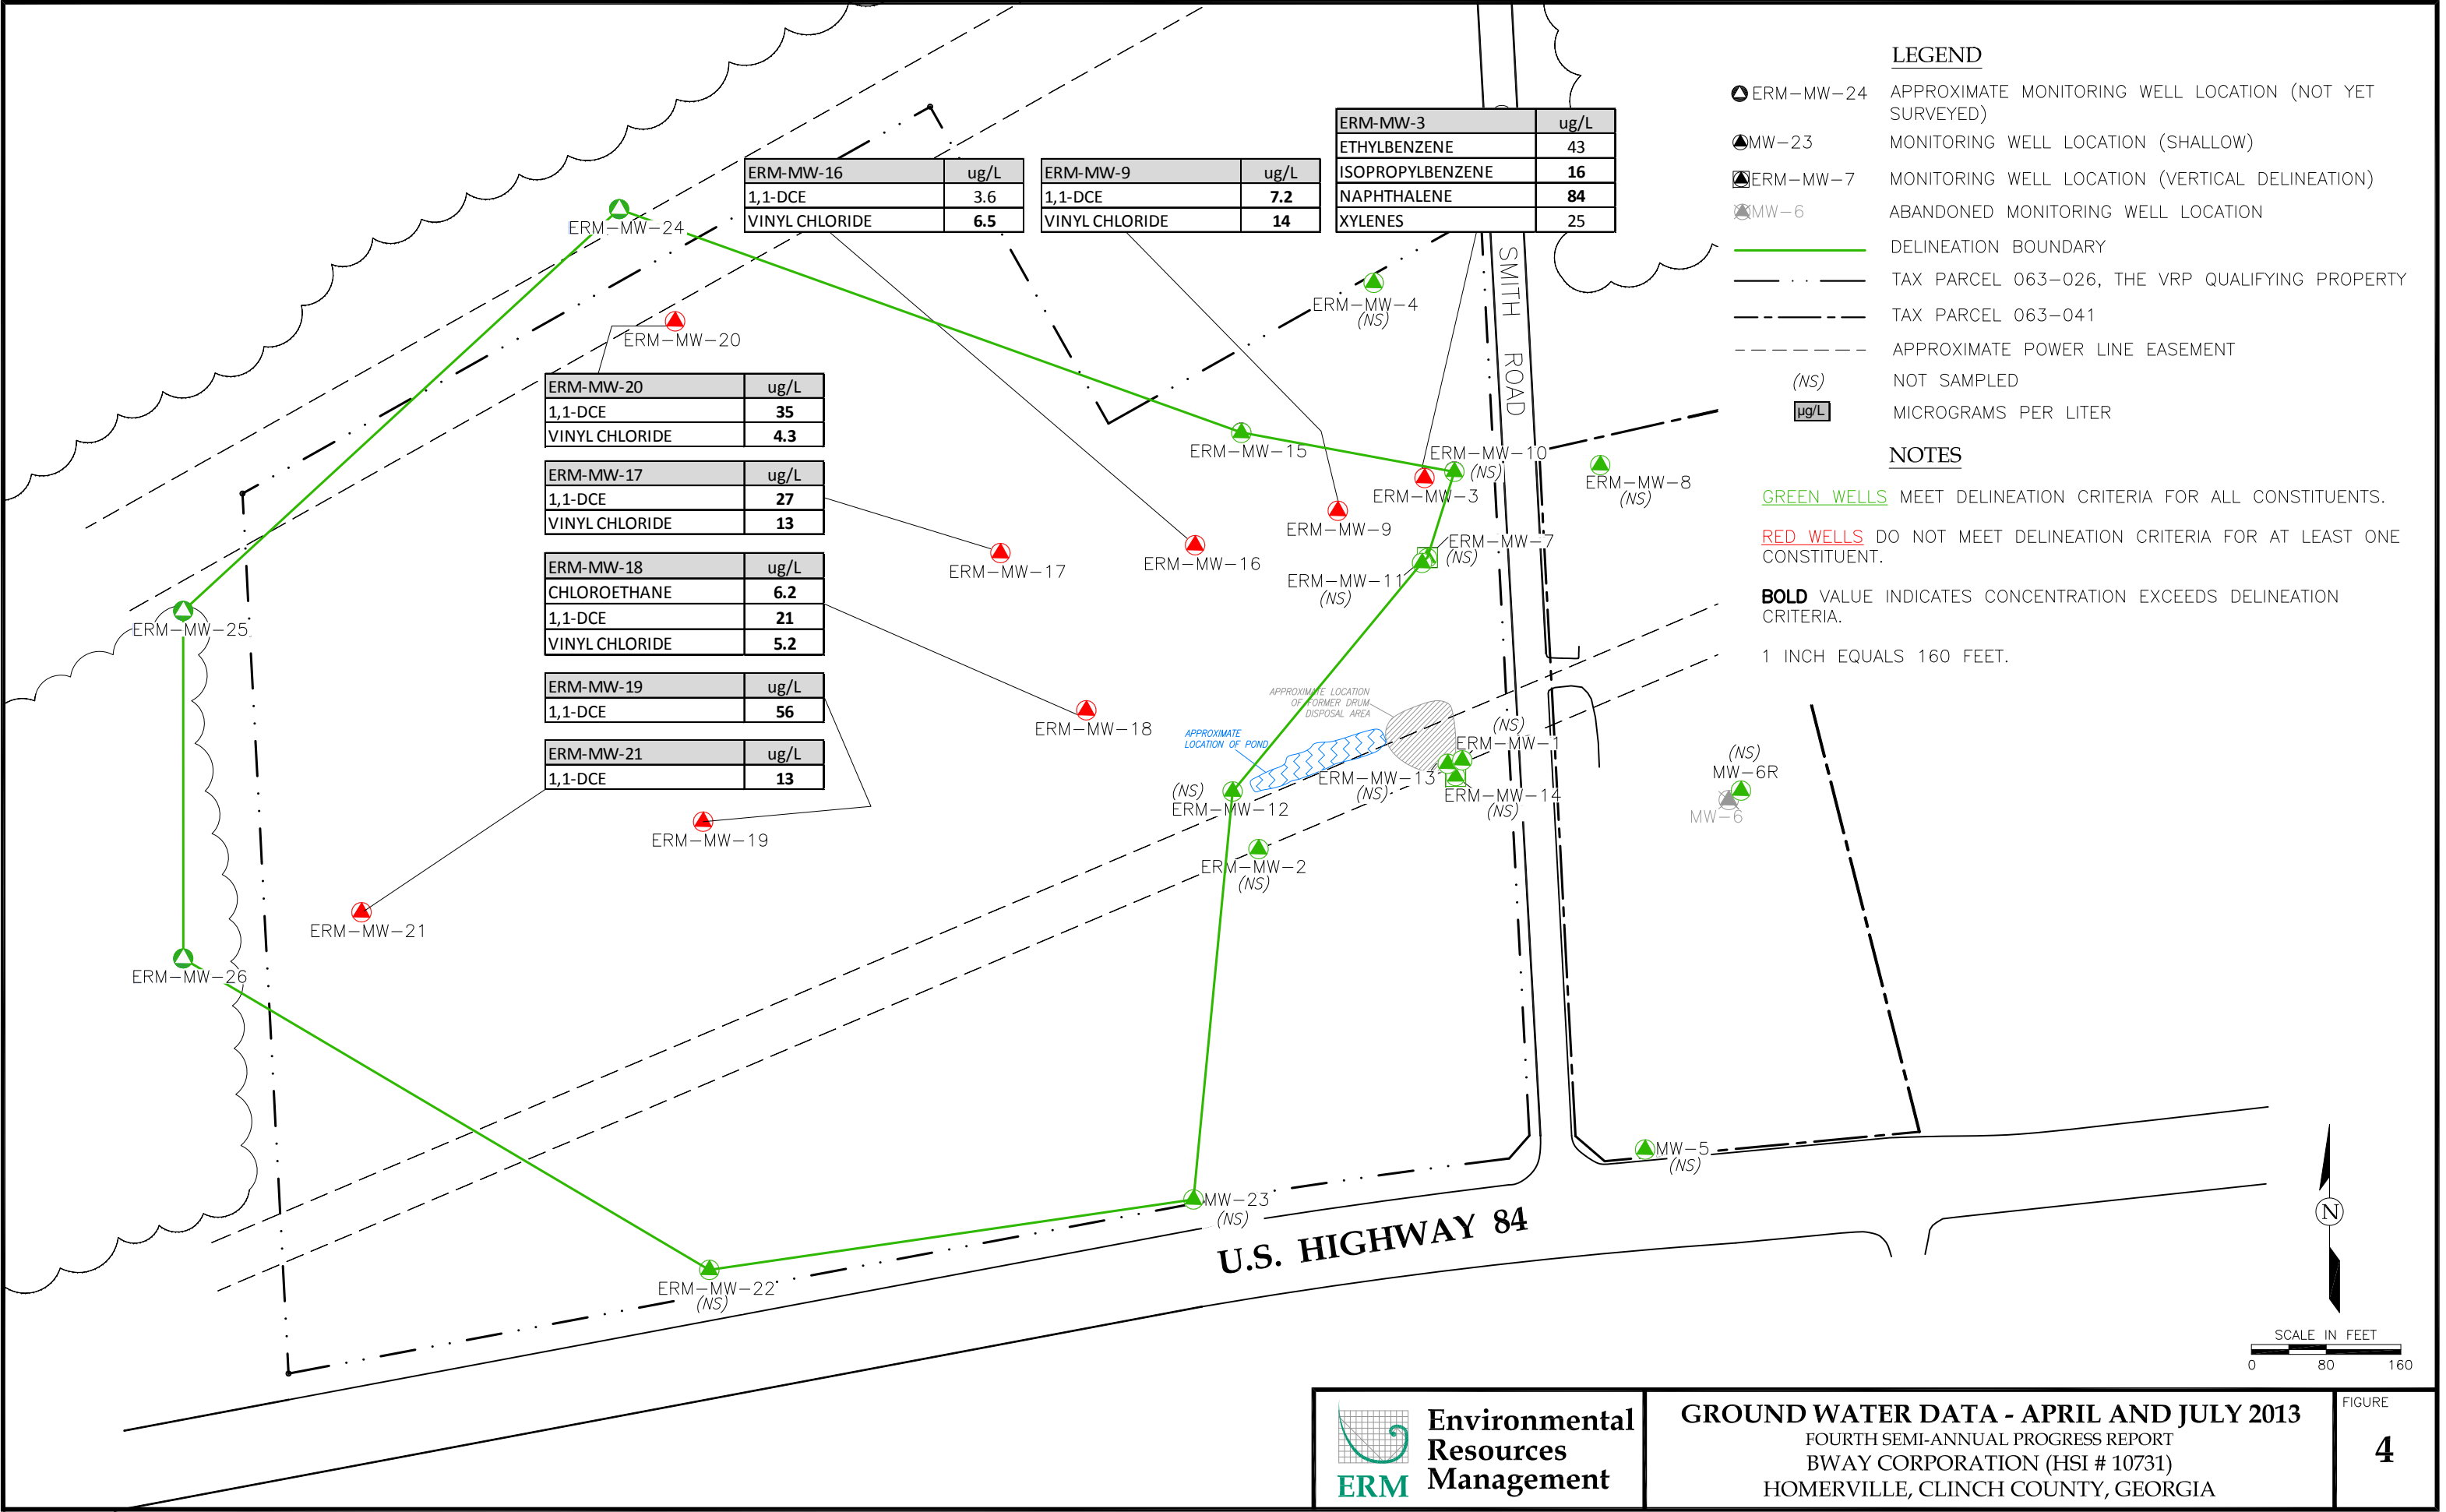 LEGEND
ERM-MW-24 APPROXIMATE MONITORING WELL LOCATION (NOT YET
SURVEYED)
MW-23 MONITORING WELL LOCATION (SHALLOW)
ERM-MW-7 MONITORING WELL LOCATION (VERTICAL DELINEATION)
MW-6 ABANDONED MONITORING WELL LOCATION
DELINEATION BOUNDARY
TAX PARCEL 063-026, THE VRP QUALIFYING PROPERTY
TAX PARCEL 063-041
APPROXIMATE POWER LINE EASEMENT
(NS) NOT SAMPLED
µg/L MICROGRAMS PER LITER
NOTES
GREEN WELLS MEET DELINEATION CRITERIA FOR ALL CONSTITUENTS.
RED WELLS DO NOT MEET DELINEATION CRITERIA FOR AT LEAST ONE
CONSTITUENT.
BOLD VALUE INDICATES CONCENTRATION EXCEEDS DELINEATION
CRITERIA.
1 INCH EQUALS 160 FEET.
ERM-MW-16 ug/L
1,1-DCE 3.6
VINYL CHLORIDE 6.5
ERM-MW-9 ug/L
1,1-DCE 7.2
VINYL CHLORIDE 14
ERM-MW-3 ug/L
ETHYLBENZENE 43
ISOPROPYLBENZENE 16
NAPHTHALENE 84
XYLENES 25
ERM-MW-20 ug/L
1,1-DCE 35
VINYL CHLORIDE 4.3
ERM-MW-17 ug/L
1,1-DCE 27
VINYL CHLORIDE 13
ERM-MW-18 ug/L
CHLOROETHANE 6.2
1,1-DCE 21
VINYL CHLORIDE 5.2
ERM-MW-19 ug/L
1,1-DCE 56
ERM-MW-21 ug/L
1,1-DCE 13
ERM-MW-24
ERM-MW-20
ERM-MW-4
(NS)
SMITH ROAD
ERM-MW-15
ERM-MW-10
(NS)
ERM-MW-3
ERM-MW-8
(NS)
ERM-MW-9
ERM-MW-7
(NS)
ERM-MW-16
ERM-MW-17
ERM-MW-11
(NS)
ERM-MW-25
APPROXIMATE LOCATION
OF FORMER DRUM
DISPOSAL AREA
APPROXIMATE
LOCATION OF POND
ERM-MW-18
(NS)
ERM-MW-1
ERM-MW-13
(NS)
ERM-MW-14
(NS)
(NS)
MW-6R
MW-6
(NS)
ERM-MW-12
ERM-MW-19
ERM-MW-2
(NS)
ERM-MW-21
ERM-MW-26
MW-5
(NS)
MW-23
(NS)
ERM-MW-22
(NS)
U.S. HIGHWAY 84
N
SCALE IN FEET
0 80 160
ERM
Environmental
Resources
Management
GROUND WATER DATA - APRIL AND JULY 2013
FOURTH SEMI-ANNUAL PROGRESS REPORT
BWAY CORPORATION (HSI # 10731)
HOMERVILLE, CLINCH COUNTY, GEORGIA
FIGURE
4